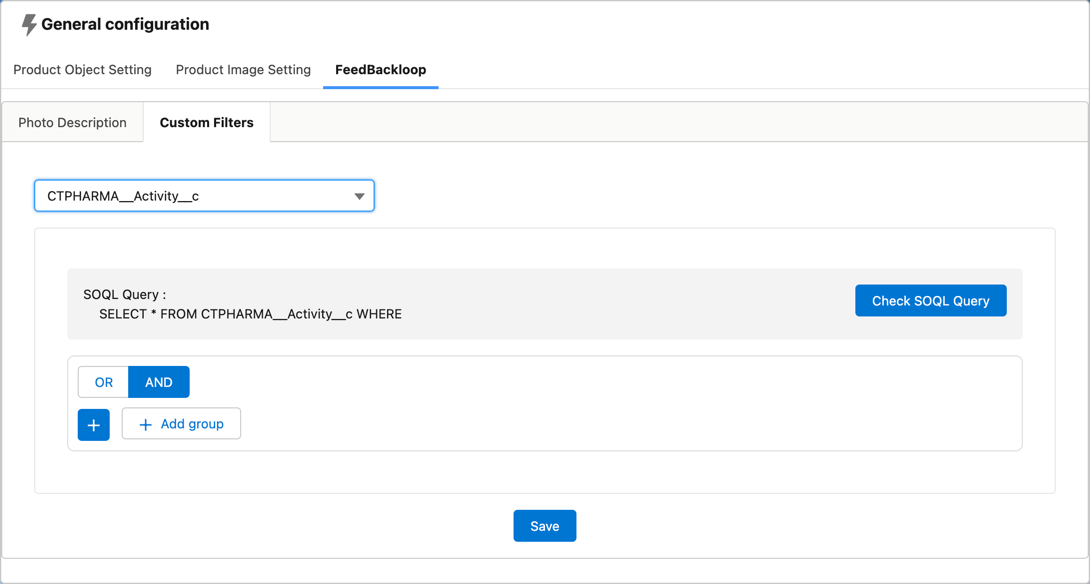 General configuration
Product Object Setting Product Image Setting FeedBackloop
Photo Description Custom Filters
CTPHARMA__Activity__c
SOQL Query :
SELECT * FROM CTPHARMA__Activity__c WHERE
Check SOQL Query
OR AND
+ + Add group
Save